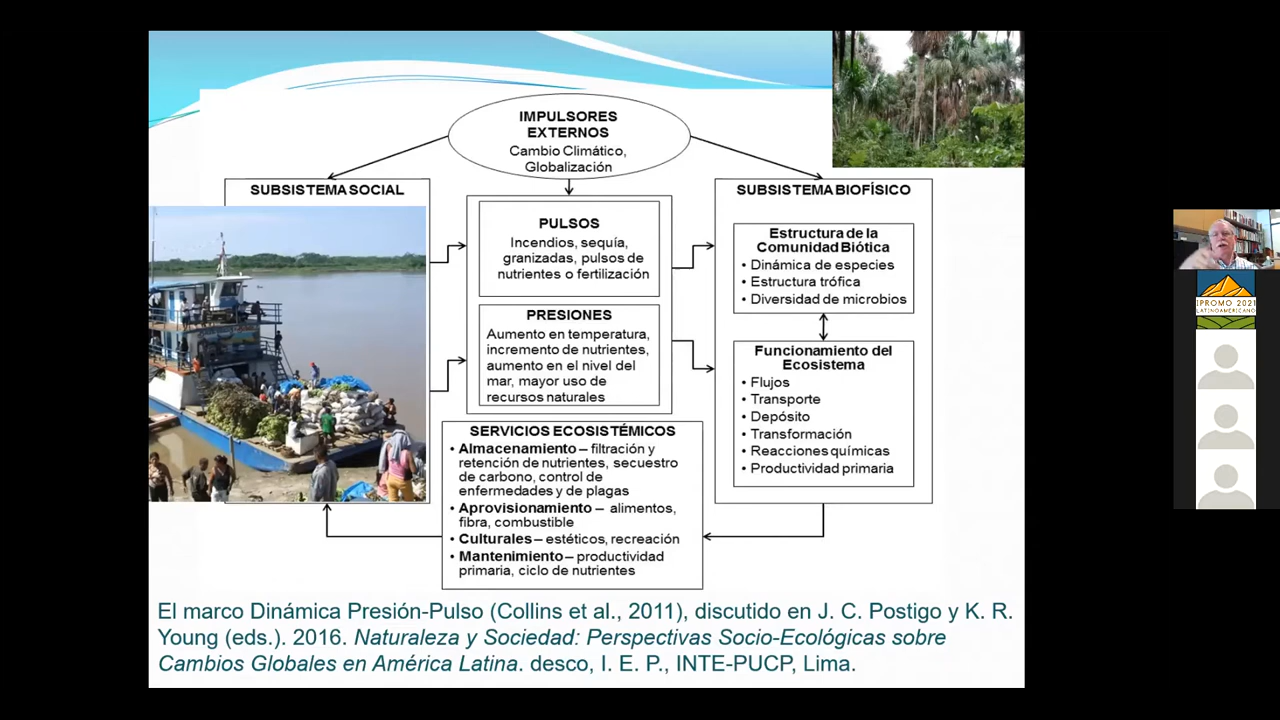 IMPULSORES
EXTERNOS
Cambio Climático,
Globalización
SUBSISTEMA SOCIAL
PULSOS
Incendios, sequía,
granizadas, pulsos de
nutrientes o fertilización
PRESIONES
Aumento en temperatura,
incremento de nutrientes,
aumento en el nivel del
mar, mayor uso de
recursos naturales
SUBSISTEMA BIOFÍSICO
Estructura de la
Comunidad Biótica
• Dinámica de especies
• Estructura trófica
• Diversidad de microbios
Funcionamiento del
Ecosistema
• Flujos
• Transporte
• Depósito
• Transformación
• Reacciones químicas
• Productividad primaria
SERVICIOS ECOSISTÉMICOS
• Almacenamiento – filtración y
retención de nutrientes, secuestro
de carbono, control de
enfermedades y de plagas
• Aprovisionamiento – alimentos,
fibra, combustible
• Culturales – estéticos, recreación
• Mantenimiento – productividad
primaria, ciclo de nutrientes
El marco Dinámica Presión-Pulso (Collins et al., 2011), discutido en J. C. Postigo y K. R.
Young (eds.). 2016. Naturaleza y Sociedad: Perspectivas Socio-Ecológicas sobre
Cambios Globales en América Latina. desco, I. E. P., INTE-PUCP, Lima.
IPROMO 2021
LATINOAMERICANO